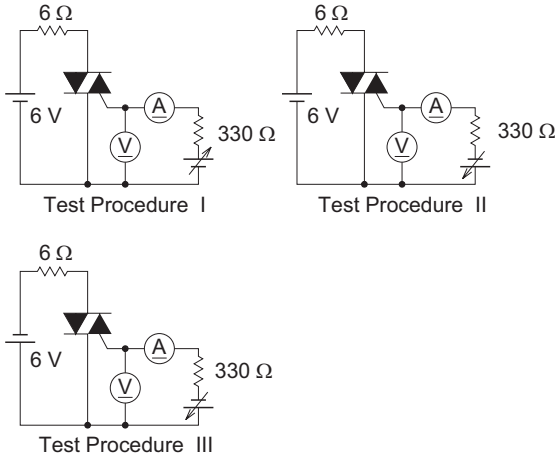 6 Ω
6 V
A
V
330 Ω
Test Procedure I
6 Ω
6 V
A
V
330 Ω
Test Procedure II
6 Ω
6 V
A
V
330 Ω
Test Procedure III